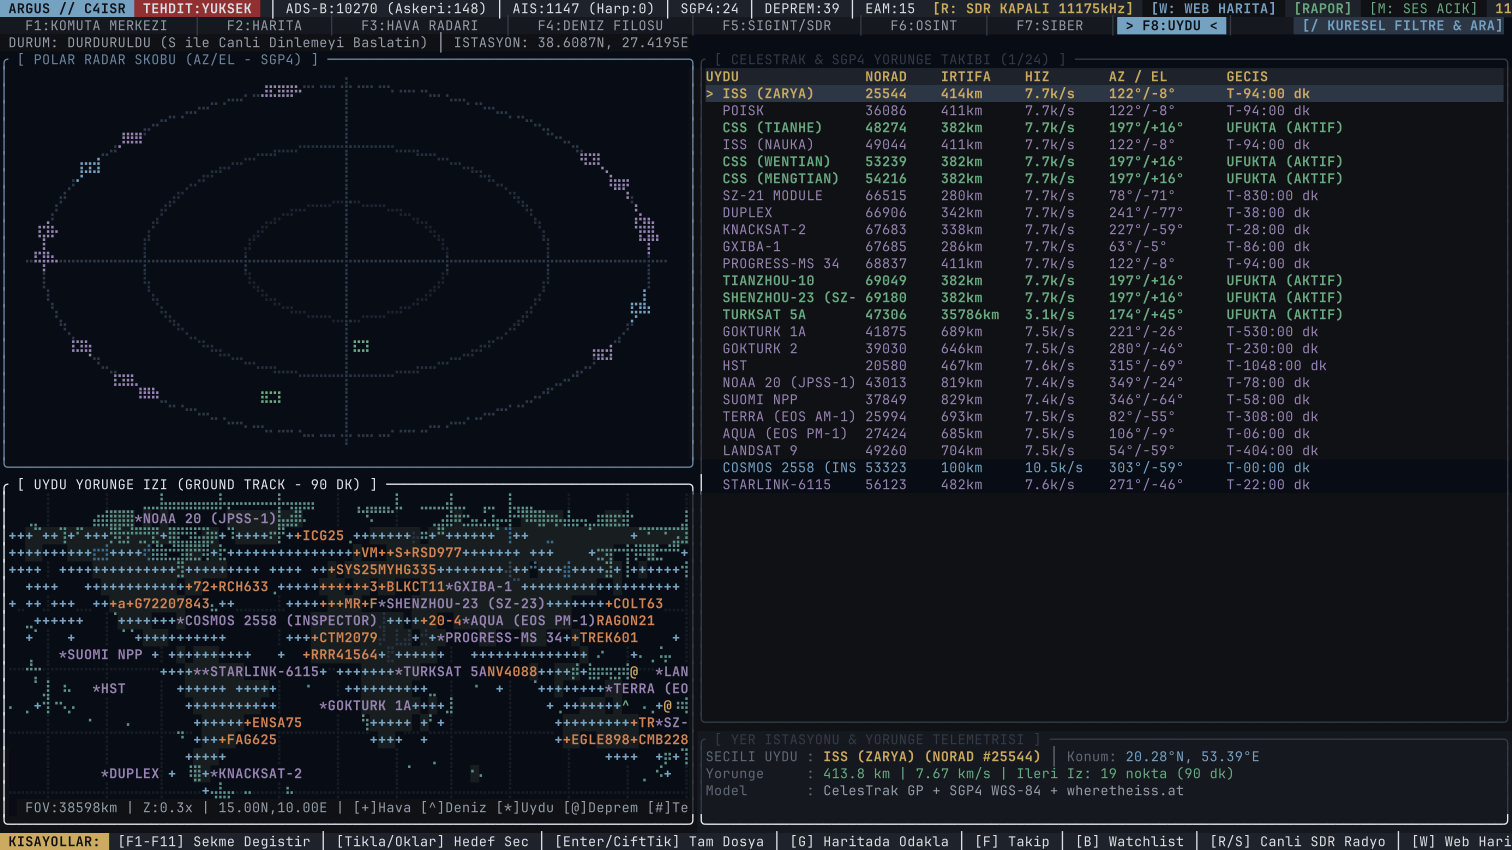 ARGUS // C4ISR TEHDIT:YUKSEK │ ADS-B:10270 (Askeri:148) │ AIS:1147 (Harp:0) │ SGP4:24 │ DEPREM:39 │ EAM:15 [R: SDR KAPALI 11175kHz] [W: WEB HARITA] [RAPOR] [M: SES ACIK] 11
F1:KOMUTA MERKEZI │ F2:HARITA │ F3:HAVA RADARI │ F4:DENIZ FILOSU │ F5:SIGINT/SDR │ F6:OSINT │ F7:SIBER │ > F8:UYDU < [/ KURESEL FILTRE & ARA]
DURUM: DURDURULDU (S ile Canli Dinlemeyi Baslatin) │ ISTASYON: 38.6087N, 27.4195E
[ POLAR RADAR SKOBU (AZ/EL - SGP4) ]
[ CELESTRAK & SGP4 YORUNGE TAKIBI (1/24) ]
UYDU NORAD IRTIFA HIZ AZ / EL GECIS
> ISS (ZARYA) 25544 414km 7.7k/s 122°/-8° T-94:00 dk
POISK 36086 411km 7.7k/s 122°/-8° T-94:00 dk
CSS (TIANHE) 48274 382km 7.7k/s 197°/+16° UFUKTA (AKTIF)
ISS (NAUKA) 49044 411km 7.7k/s 122°/-8° T-94:00 dk
CSS (WENTIAN) 53239 382km 7.7k/s 197°/+16° UFUKTA (AKTIF)
CSS (MENGTIAN) 54216 382km 7.7k/s 197°/+16° UFUKTA (AKTIF)
SZ-21 MODULE 66515 280km 7.7k/s 78°/-71° T-830:00 dk
DUPLEX 66906 342km 7.7k/s 241°/-77° T-38:00 dk
KNACKSAT-2 67683 338km 7.7k/s 227°/-59° T-28:00 dk
GXIBA-1 67685 286km 7.7k/s 63°/-5° T-86:00 dk
PROGRESS-MS 34 68837 411km 7.7k/s 122°/-8° T-94:00 dk
TIANZHOU-10 69049 382km 7.7k/s 197°/+16° UFUKTA (AKTIF)
SHENZHOU-23 (SZ- 69180 382km 7.7k/s 197°/+16° UFUKTA (AKTIF)
TURKSAT 5A 47306 35786km 3.1k/s 174°/+45° UFUKTA (AKTIF)
GOKTURK 1A 41875 689km 7.5k/s 221°/-26° T-530:00 dk
GOKTURK 2 39030 646km 7.5k/s 280°/-46° T-230:00 dk
HST 20580 467km 7.6k/s 315°/-69° T-1048:00 dk
NOAA 20 (JPSS-1) 43013 819km 7.4k/s 349°/-24° T-78:00 dk
SUOMI NPP 37849 829km 7.4k/s 346°/-64° T-58:00 dk
TERRA (EOS AM-1) 25994 693km 7.5k/s 82°/-55° T-308:00 dk
AQUA (EOS PM-1) 27424 685km 7.5k/s 106°/-9° T-06:00 dk
LANDSAT 9 49260 704km 7.5k/s 54°/-59° T-404:00 dk
COSMOS 2558 (INS 53323 100km 10.5k/s 303°/-59° T-00:00 dk
STARLINK-6115 56123 482km 7.6k/s 271°/-46° T-22:00 dk
[ UYDU YORUNGE IZI (GROUND TRACK - 90 DK) ]
*NOAA 20 (JPSS-1)
++ICG25
+VM++S+RSD977
+SYS25MYHG335
+72+RCH633 +3+BLKCT11*GXIBA-1
+a+G72207843 ++MR+F*SHENZHOU-23 (SZ-23) +COLT63
*COSMOS 2558 (INSPECTOR) +20-4*AQUA (EOS PM-1)RAGON21
+CTM2079 *PROGRESS-MS 34+TREK601
*SUOMI NPP +RRR41564
**STARLINK-6115 *TURKSAT 5ANV4088 @ *LAN
*HST *TERRA (EO
*GOKTURK 1A ^ @
+ENSA75 +TR*SZ-
+FAG625 +EGLE898+CMB228
*DUPLEX *KNACKSAT-2
FOV:38598km | Z:0.3x | 15.00N,10.00E | [+]Hava [^]Deniz [*]Uydu [@]Deprem [#]Te
[ YER ISTASYONU & YORUNGE TELEMETRISI ]
SECILI UYDU : ISS (ZARYA) (NORAD #25544) │ Konum: 20.28°N, 53.39°E
Yorunge : 413.8 km | 7.67 km/s | Ileri Iz: 19 nokta (90 dk)
Model : CelesTrak GP + SGP4 WGS-84 + wheretheiss.at
KISAYOLLAR: [F1-F11] Sekme Degistir │ [Tikla/Oklar] Hedef Sec │ [Enter/CiftTik] Tam Dosya │ [G] Haritada Odakla │ [F] Takip │ [B] Watchlist │ [R/S] Canli SDR Radyo │ [W] Web Hari